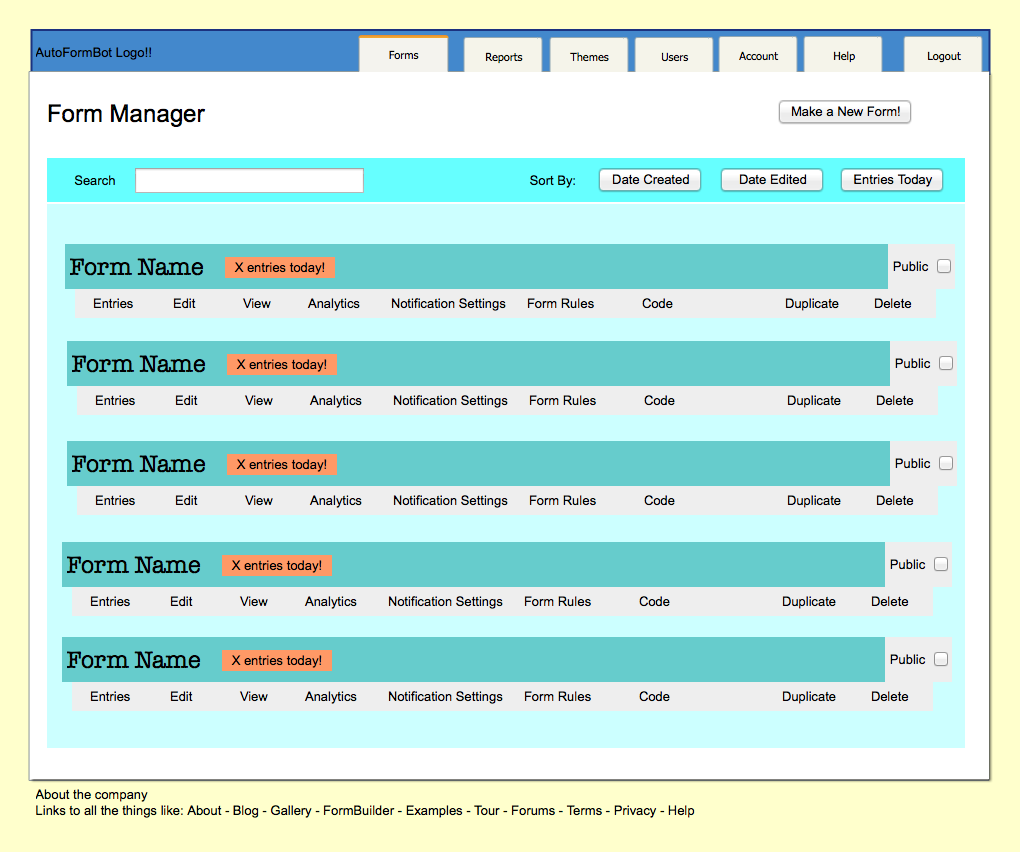 AutoFormBot Logo!! Forms Reports Themes Users Account Help Logout
Form Manager Make a New Form!
Search Sort By: Date Created Date Edited Entries Today
Form Name X entries today! Public
Entries Edit View Analytics Notification Settings Form Rules Code Duplicate Delete
Form Name X entries today! Public
Entries Edit View Analytics Notification Settings Form Rules Code Duplicate Delete
Form Name X entries today! Public
Entries Edit View Analytics Notification Settings Form Rules Code Duplicate Delete
Form Name X entries today! Public
Entries Edit View Analytics Notification Settings Form Rules Code Duplicate Delete
Form Name X entries today! Public
Entries Edit View Analytics Notification Settings Form Rules Code Duplicate Delete
About the company
Links to all the things like: About - Blog - Gallery - FormBuilder - Examples - Tour - Forums - Terms - Privacy - Help